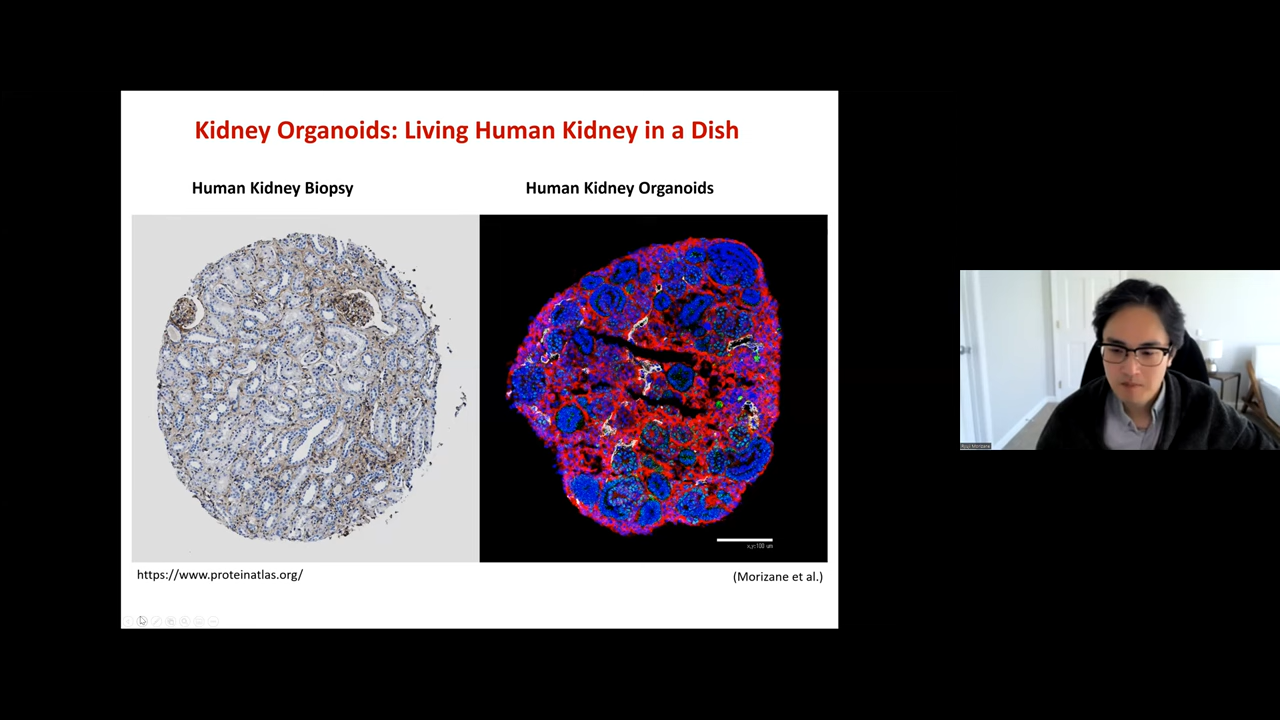 Kidney Organoids: Living Human Kidney in a Dish
Human Kidney Biopsy
Human Kidney Organoids
https://www.proteinatlas.org/
(Morizane et al.)